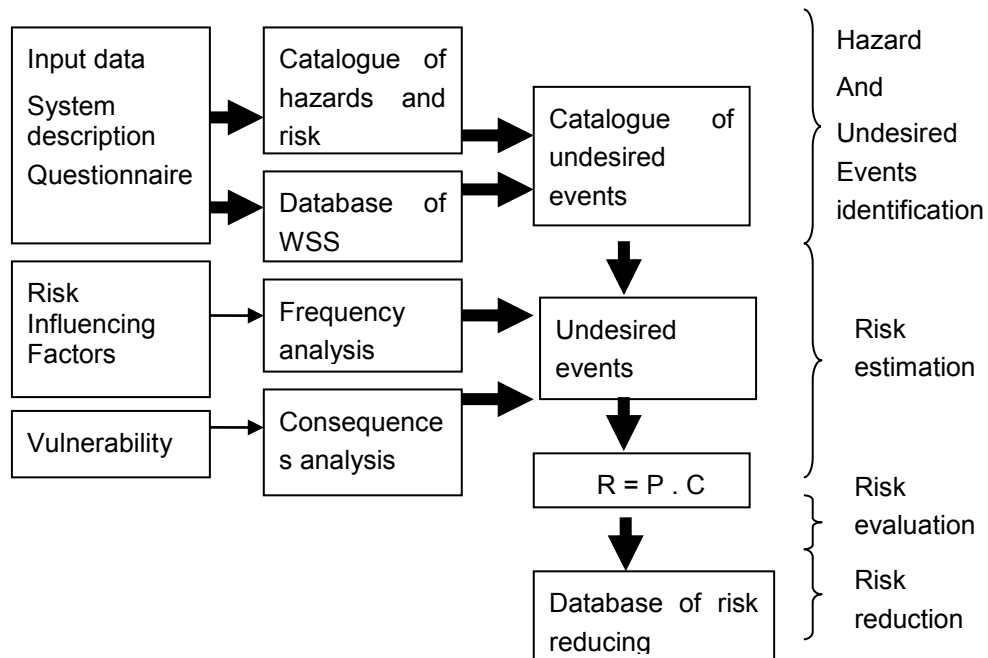 Input data
System
description
Questionnaire
Catalogue of
hazards and
risk
Database of
WSS
Catalogue of
undesired
events
Hazard
And
Undesired
Events
identification
Risk
Influencing
Factors
Frequency
analysis
Undesired
events
Risk
estimation
Vulnerability
Consequence
s analysis
R = P . C
Risk
evaluation
Database of risk
reducing
Risk
reduction